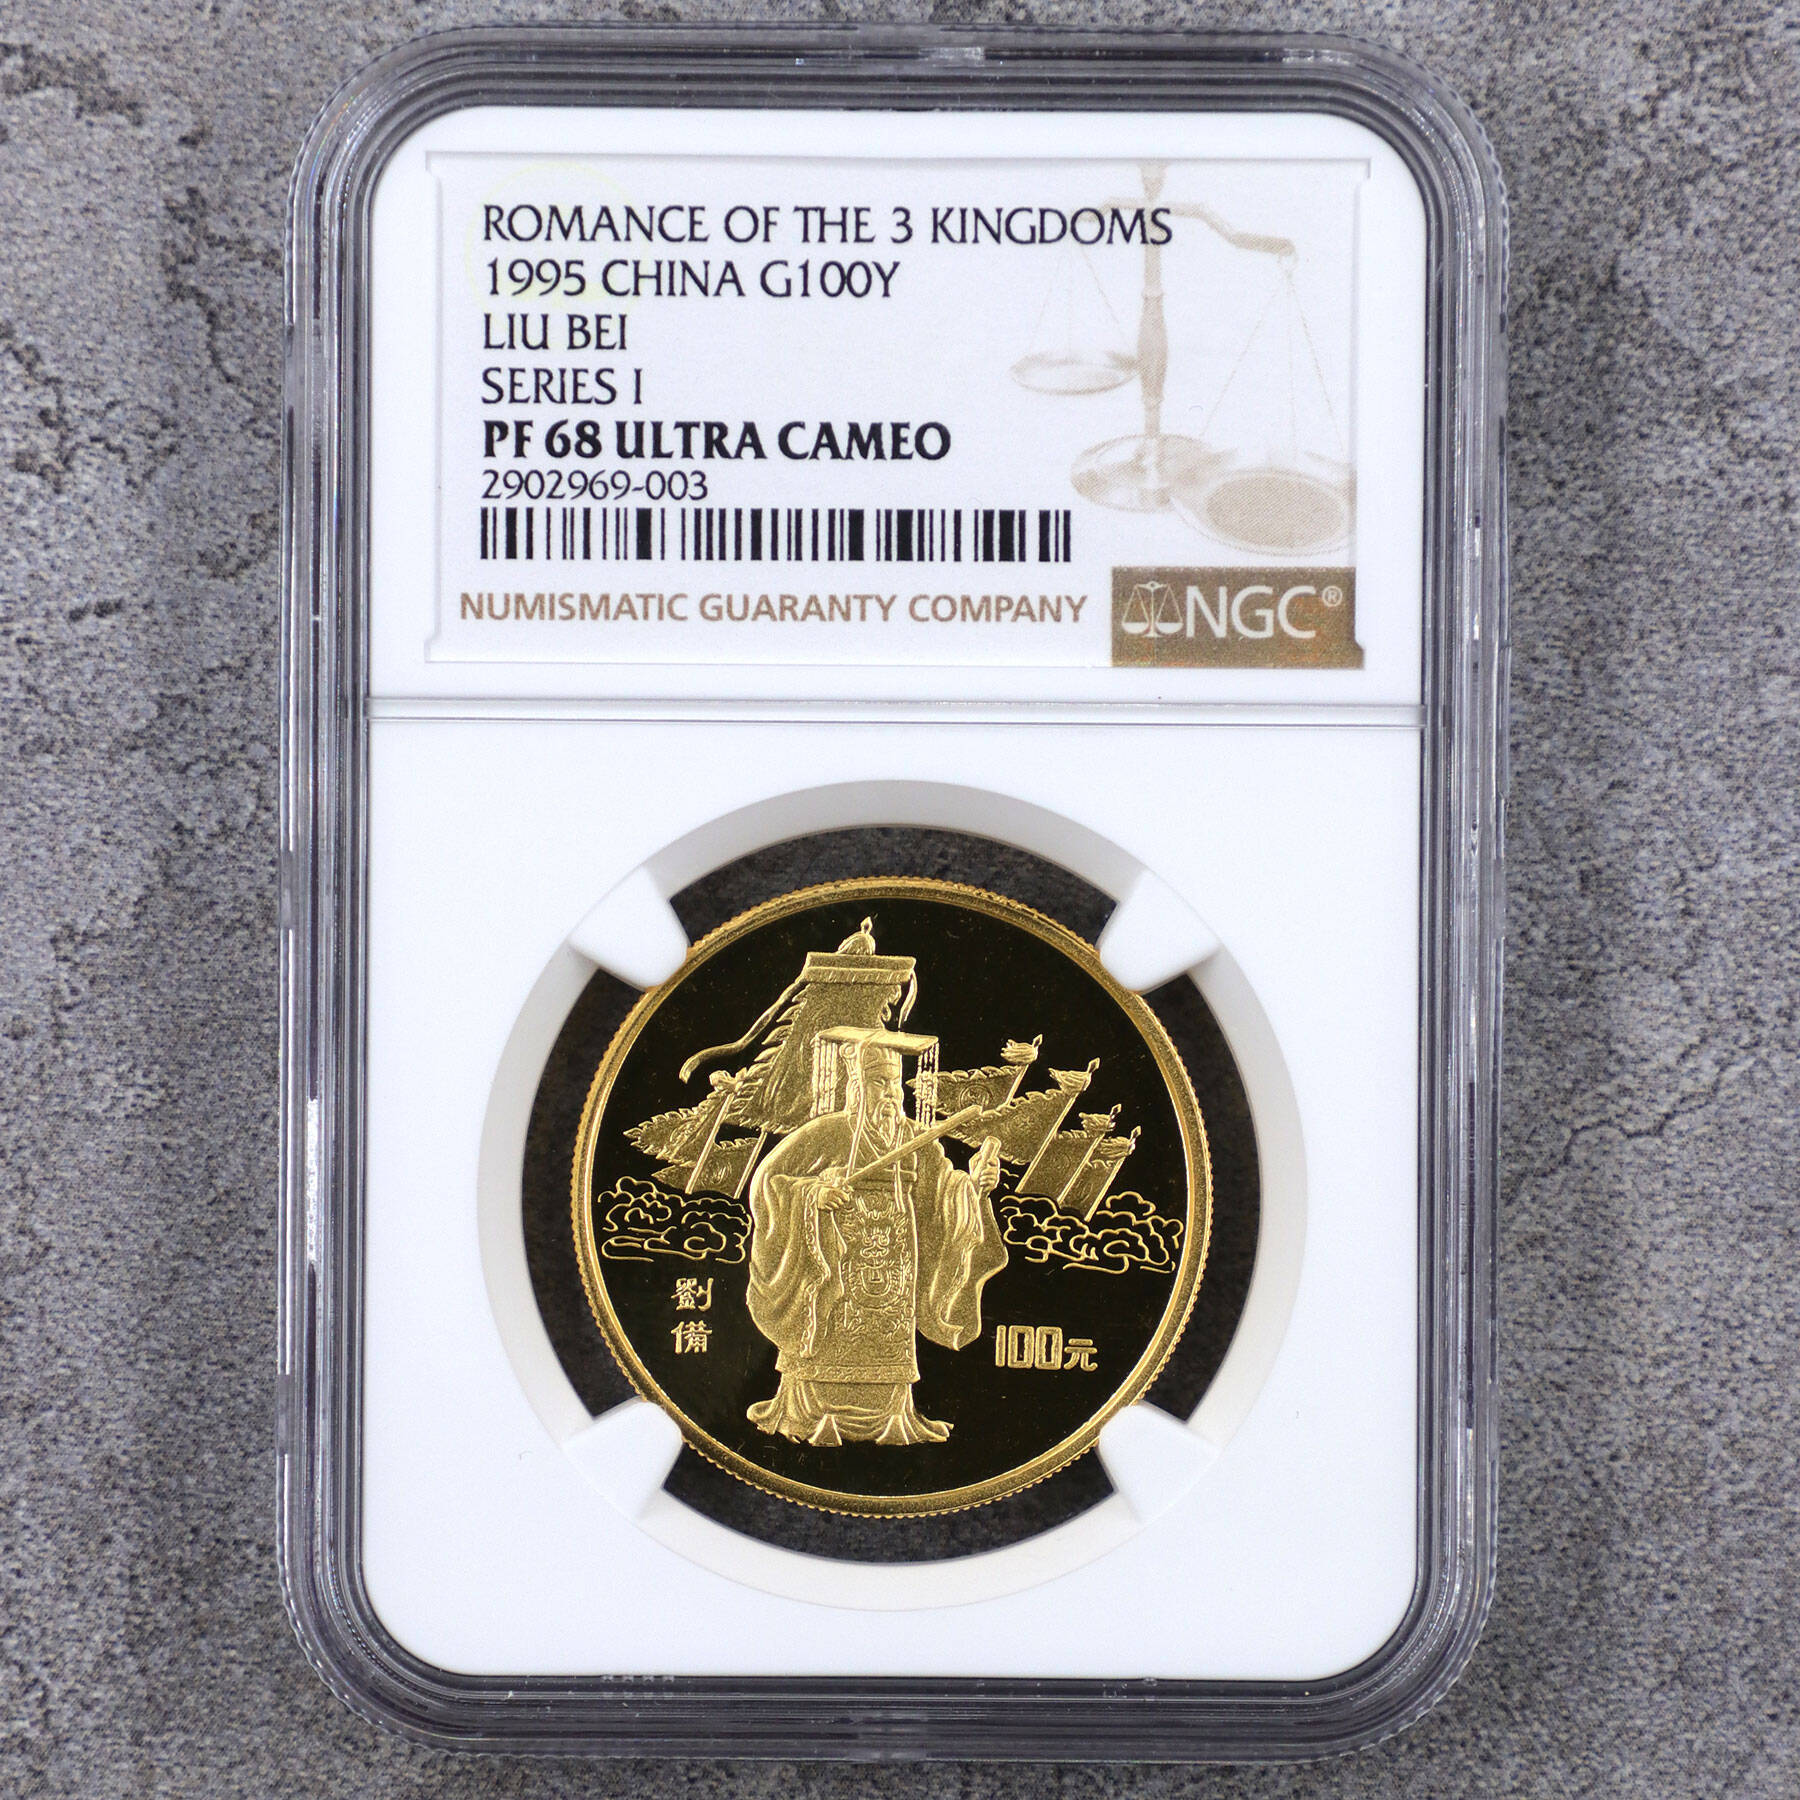 ROMANCE OF THE 3 KINGDOMS
1995 CHINA G100Y
LIU BEI
SERIES I
PF 68 ULTRA CAMEO
2902969-003
NUMISMATIC GUARANTY COMPANY
NGC®
劉
備
100元